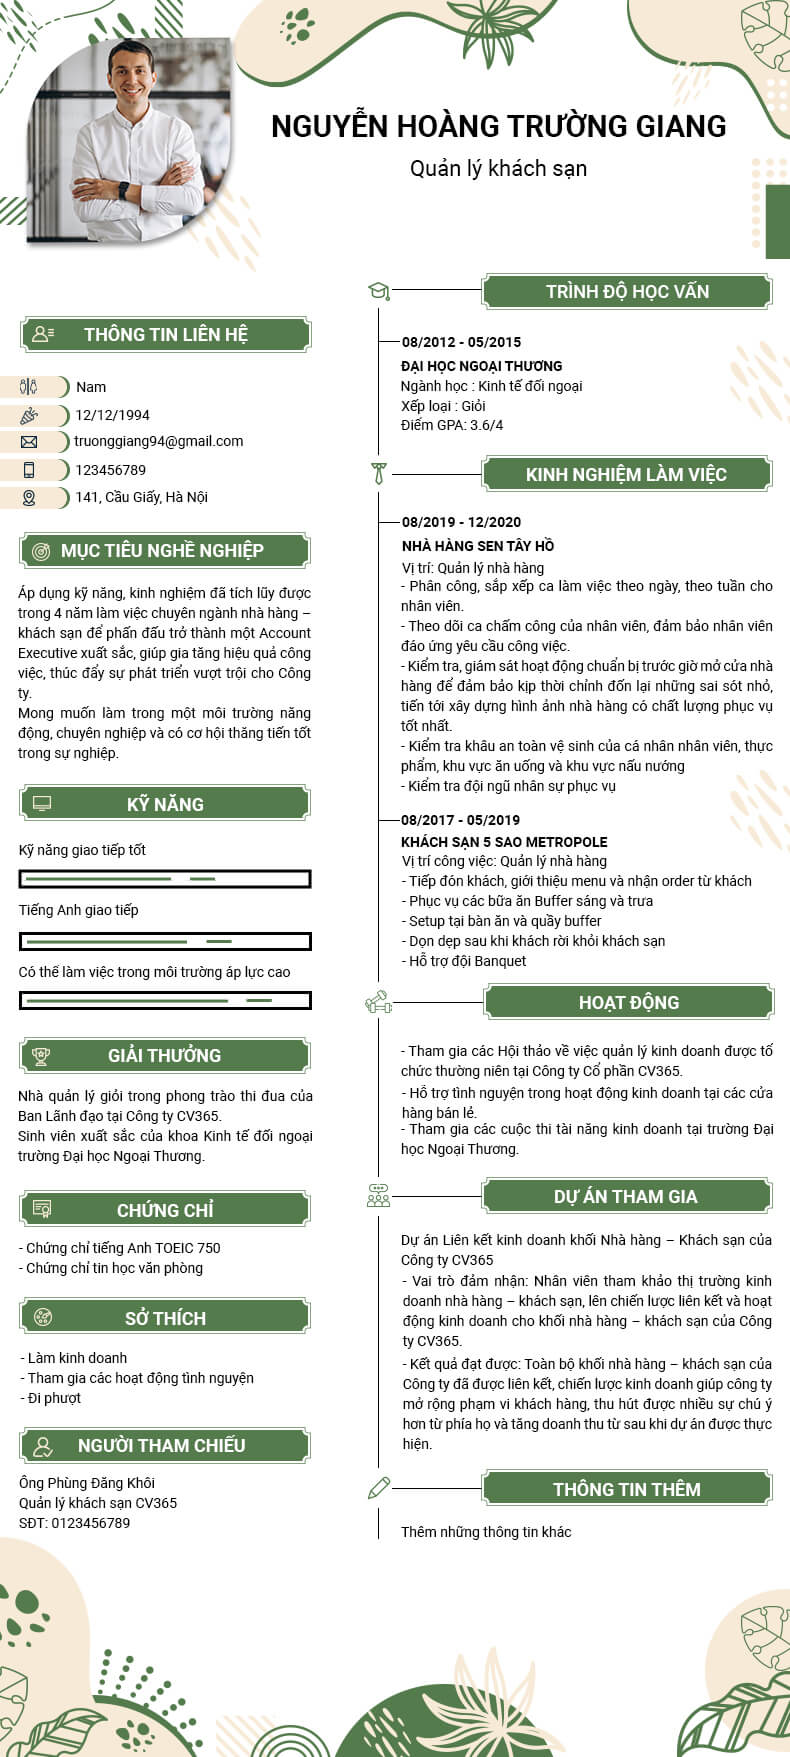 NGUYỄN HOÀNG TRƯỜNG GIANG
Quản lý khách sạn
THÔNG TIN LIÊN HỆ
Nam
12/12/1994
truonggiang94@gmail.com
123456789
141, Cầu Giấy, Hà Nội
MỤC TIÊU NGHỀ NGHIỆP
Áp dụng kỹ năng, kinh nghiệm đã tích lũy được
trong 4 năm làm việc chuyên ngành nhà hàng –
khách sạn để phấn đấu trở thành một Account
Executive xuất sắc, giúp gia tăng hiệu quả công
việc, thúc đẩy sự phát triển vượt trội cho Công
ty.
Mong muốn làm trong một môi trường năng
động, chuyên nghiệp và có cơ hội thăng tiến tốt
trong sự nghiệp.
KỸ NĂNG
Kỹ năng giao tiếp tốt
Tiếng Anh giao tiếp
Có thể làm việc trong môi trường áp lực cao
GIẢI THƯỞNG
Nhà quản lý giỏi trong phong trào thi đua của
Ban Lãnh đạo tại Công ty CV365.
Sinh viên xuất sắc của khoa Kinh tế đối ngoại
trường Đại học Ngoại Thương.
CHỨNG CHỈ
- Chứng chỉ tiếng Anh TOEIC 750
- Chứng chỉ tin học văn phòng
SỞ THÍCH
- Làm kinh doanh
- Tham gia các hoạt động tình nguyện
- Đi phượt
NGƯỜI THAM CHIẾU
Ông Phùng Đăng Khôi
Quản lý khách sạn CV365
SĐT: 0123456789
TRÌNH ĐỘ HỌC VẤN
08/2012 - 05/2015
ĐẠI HỌC NGOẠI THƯƠNG
Ngành học : Kinh tế đối ngoại
Xếp loại : Giỏi
Điểm GPA: 3.6/4
KINH NGHIỆM LÀM VIỆC
08/2019 - 12/2020
NHÀ HÀNG SEN TÂY HỒ
Vị trí: Quản lý nhà hàng
- Phân công, sắp xếp ca làm việc theo ngày, theo tuần cho
nhân viên.
- Theo dõi ca chấm công của nhân viên, đảm bảo nhân viên
đáo ứng yêu cầu công việc.
- Kiểm tra, giám sát hoạt động chuẩn bị trước giờ mở cửa nhà
hàng để đảm bảo kịp thời chỉnh đốn lại những sai sót nhỏ,
tiến tới xây dựng hình ảnh nhà hàng có chất lượng phục vụ
tốt nhất.
- Kiểm tra khâu an toàn vệ sinh của cá nhân nhân viên, thực
phẩm, khu vực ăn uống và khu vực nấu nướng
- Kiểm tra đội ngũ nhân sự phục vụ
08/2017 - 05/2019
KHÁCH SẠN 5 SAO METROPOLE
Vị trí công việc: Quản lý nhà hàng
- Tiếp đón khách, giới thiệu menu và nhận order từ khách
- Phục vụ các bữa ăn Buffer sáng và trưa
- Setup tại bàn ăn và quầy buffer
- Dọn dẹp sau khi khách rời khỏi khách sạn
- Hỗ trợ đội Banquet
HOẠT ĐỘNG
- Tham gia các Hội thảo về việc quản lý kinh doanh được tổ
chức thường niên tại Công ty Cổ phần CV365.
- Hỗ trợ tình nguyện trong hoạt động kinh doanh tại các cửa
hàng bán lẻ.
- Tham gia các cuộc thi tài năng kinh doanh tại trường Đại
học Ngoại Thương.
DỰ ÁN THAM GIA
Dự án Liên kết kinh doanh khối Nhà hàng – Khách sạn của
Công ty CV365
- Vai trò đảm nhận: Nhân viên tham khảo thị trường kinh
doanh nhà hàng – khách sạn, lên chiến lược liên kết và hoạt
động kinh doanh cho khối nhà hàng – khách sạn của Công
ty CV365.
- Kết quả đạt được: Toàn bộ khối nhà hàng – khách sạn của
Công ty đã được liên kết, chiến lược kinh doanh giúp công ty
mở rộng phạm vi khách hàng, thu hút được nhiều sự chú ý
hơn từ phía họ và tăng doanh thu từ sau khi dự án được thực
hiện.
THÔNG TIN THÊM
Thêm những thông tin khác